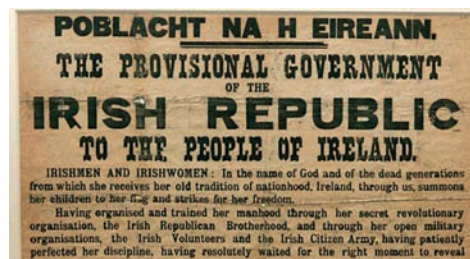 POBLACHT NA H EIREANN.
THE PROVISIONAL GOVERNMENT
OF THE
IRISH REPUBLIC
TO THE PEOPLE OF IRELAND.
IRISHMEN AND IRISHWOMEN: In the name of God and of the dead generations
from which she receives her old tradition of nationhood, Ireland, through us, summons
her children to her flag and strikes for her freedom.
Having organised and trained her manhood through her secret revolutionary
organisation, the Irish Republican Brotherhood, and through her open military
organisations, the Irish Volunteers and the Irish Citizen Army, having patiently
perfected her discipline, having resolutely waited for the right moment to reveal